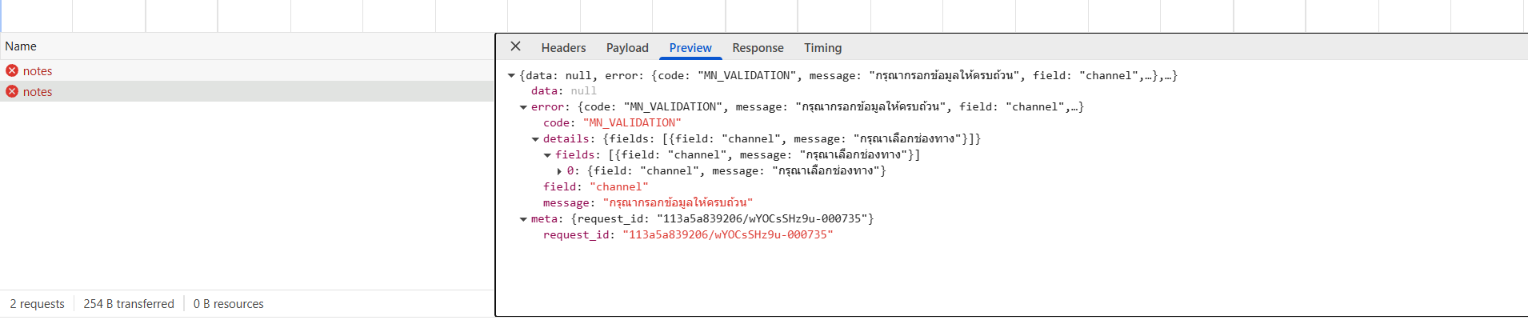 Name
notes
notes
2 requests 254 B transferred 0 B resources
Headers Payload Preview Response Timing
{data: null, error: {code: "MN_VALIDATION", message: "กรุณากรอกข้อมูลให้ครบถ้วน", field: "channel",…},…}
data: null
error: {code: "MN_VALIDATION", message: "กรุณากรอกข้อมูลให้ครบถ้วน", field: "channel",…}
code: "MN_VALIDATION"
details: {fields: [{field: "channel", message: "กรุณาเลือกช่องทาง"}]}
fields: [{field: "channel", message: "กรุณาเลือกช่องทาง"}]
0: {field: "channel", message: "กรุณาเลือกช่องทาง"}
field: "channel"
message: "กรุณากรอกข้อมูลให้ครบถ้วน"
meta: {request_id: "113a5a839206/wYOCsSHz9u-000735"}
request_id: "113a5a839206/wYOCsSHz9u-000735"